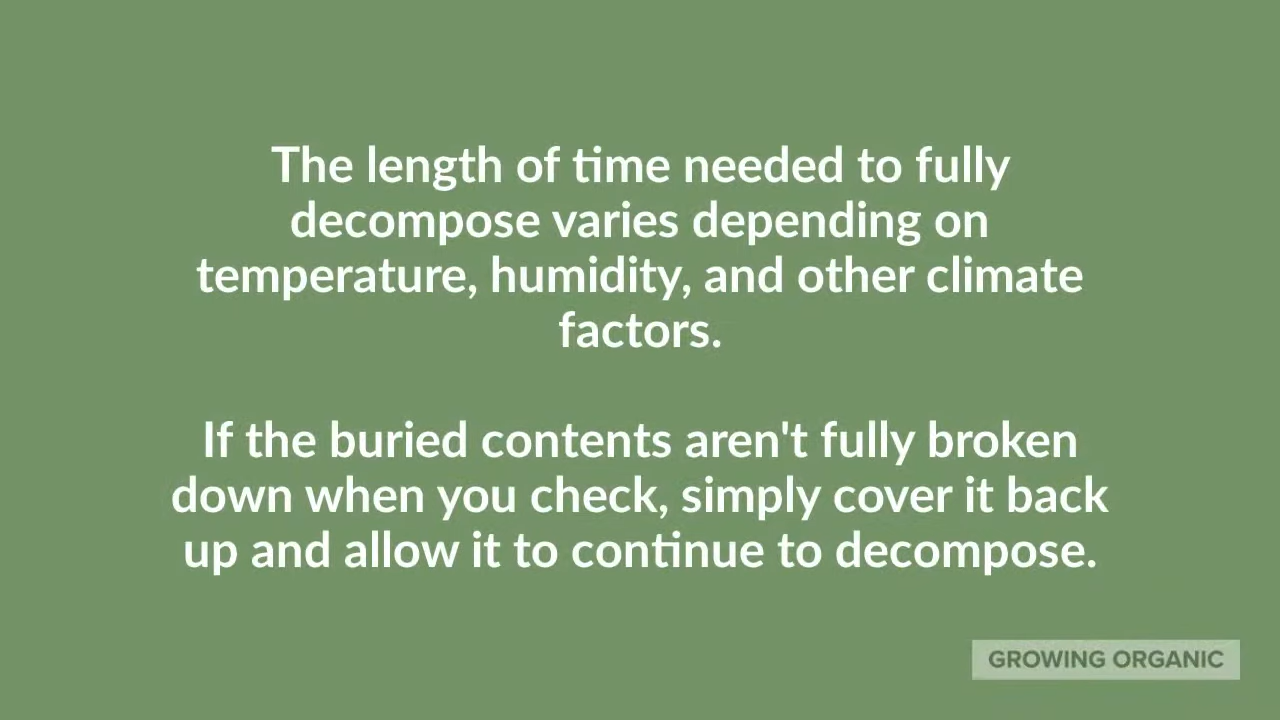 The length of time needed to fully
decompose varies depending on
temperature, humidity, and other climate
factors.
If the buried contents aren't fully broken
down when you check, simply cover it back
up and allow it to continue to decompose.
GROWING ORGANIC